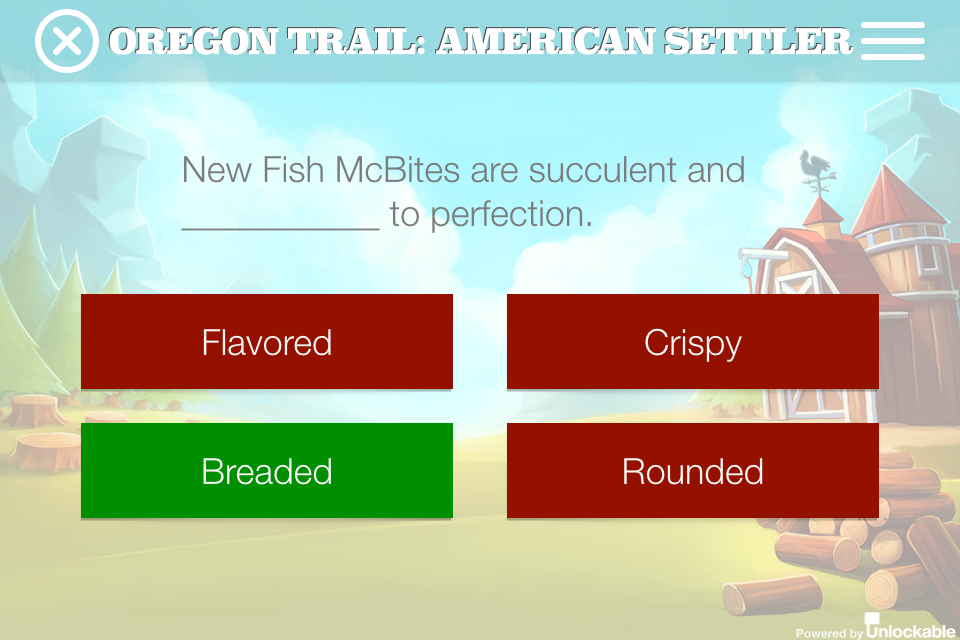 OREGON TRAIL: AMERICAN SETTLER
New Fish McBites are succulent and
___________ to perfection.
Flavored
Crispy
Breaded
Rounded
Powered by Unlockable